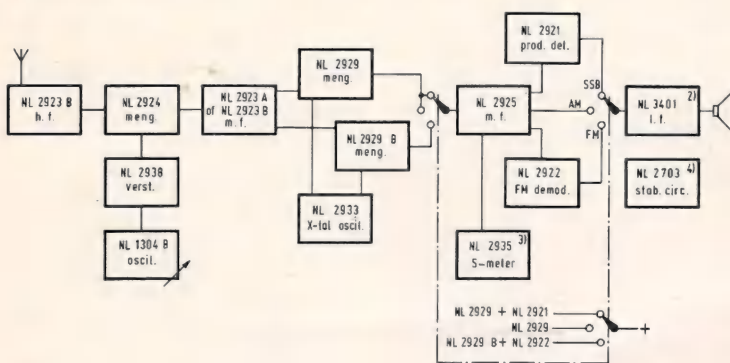 NL 2923 B
h. f.
NL 2924
meng.
NL 2938
verst.
NL 1304 B
oscil.
NL 2923 A
of NL 2923 B
m. f.
NL 2929
meng.
NL 2929 B
meng.
NL 2933
X-tal oscil.
NL 2925
m. f.
NL 2921
prod. det.
NL 2922
FM demod.
NL 2935 3)
S-meter
SSB
AM
FM
NL 3401 2)
l. f.
NL 2703 4)
stab. circ.
NL 2929 + NL 2921
NL 2929
NL 2929 B + NL 2922
+